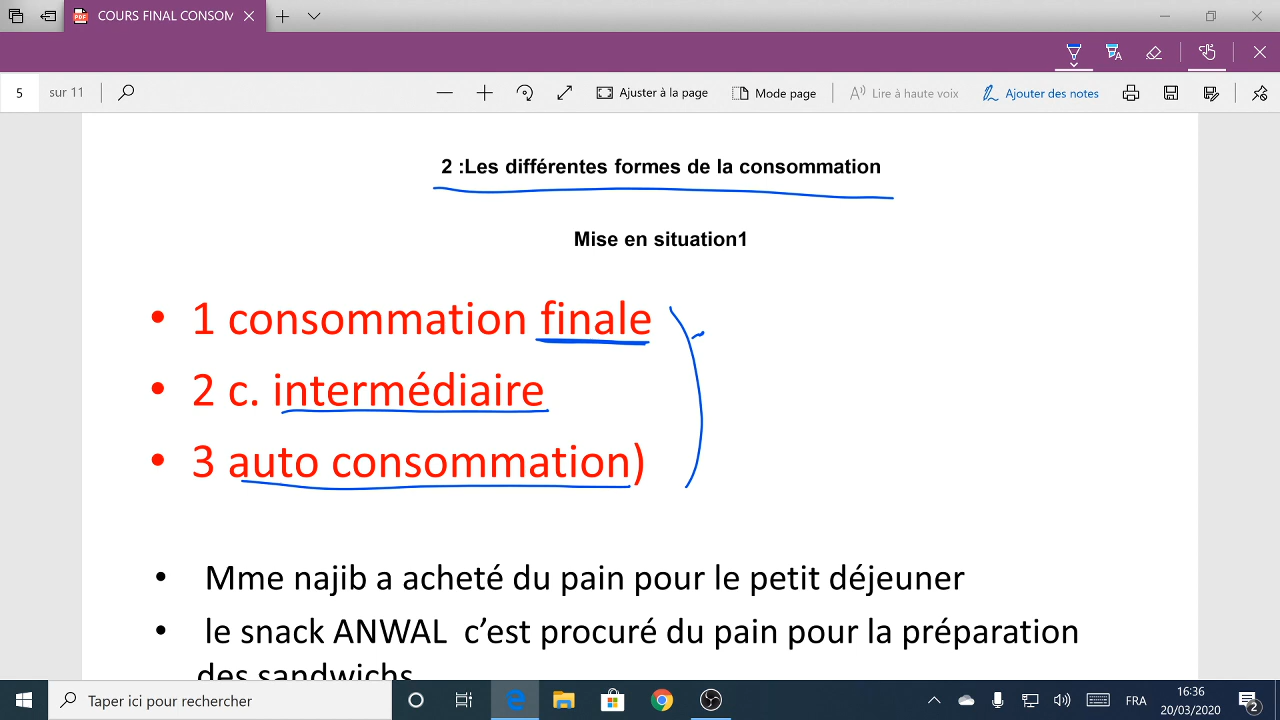 COURS FINAL CONSOM
5 sur 11
Ajuster à la page
Mode page
Lire à haute voix
Ajouter des notes
2 :Les différentes formes de la consommation
Mise en situation1
• 1 consommation finale
• 2 c. intermédiaire
• 3 auto consommation)
• Mme najib a acheté du pain pour le petit déjeuner
• le snack ANWAL c’est procuré du pain pour la préparation
des sandwichs
Taper ici pour rechercher
FRA
16:36
20/03/2020
2